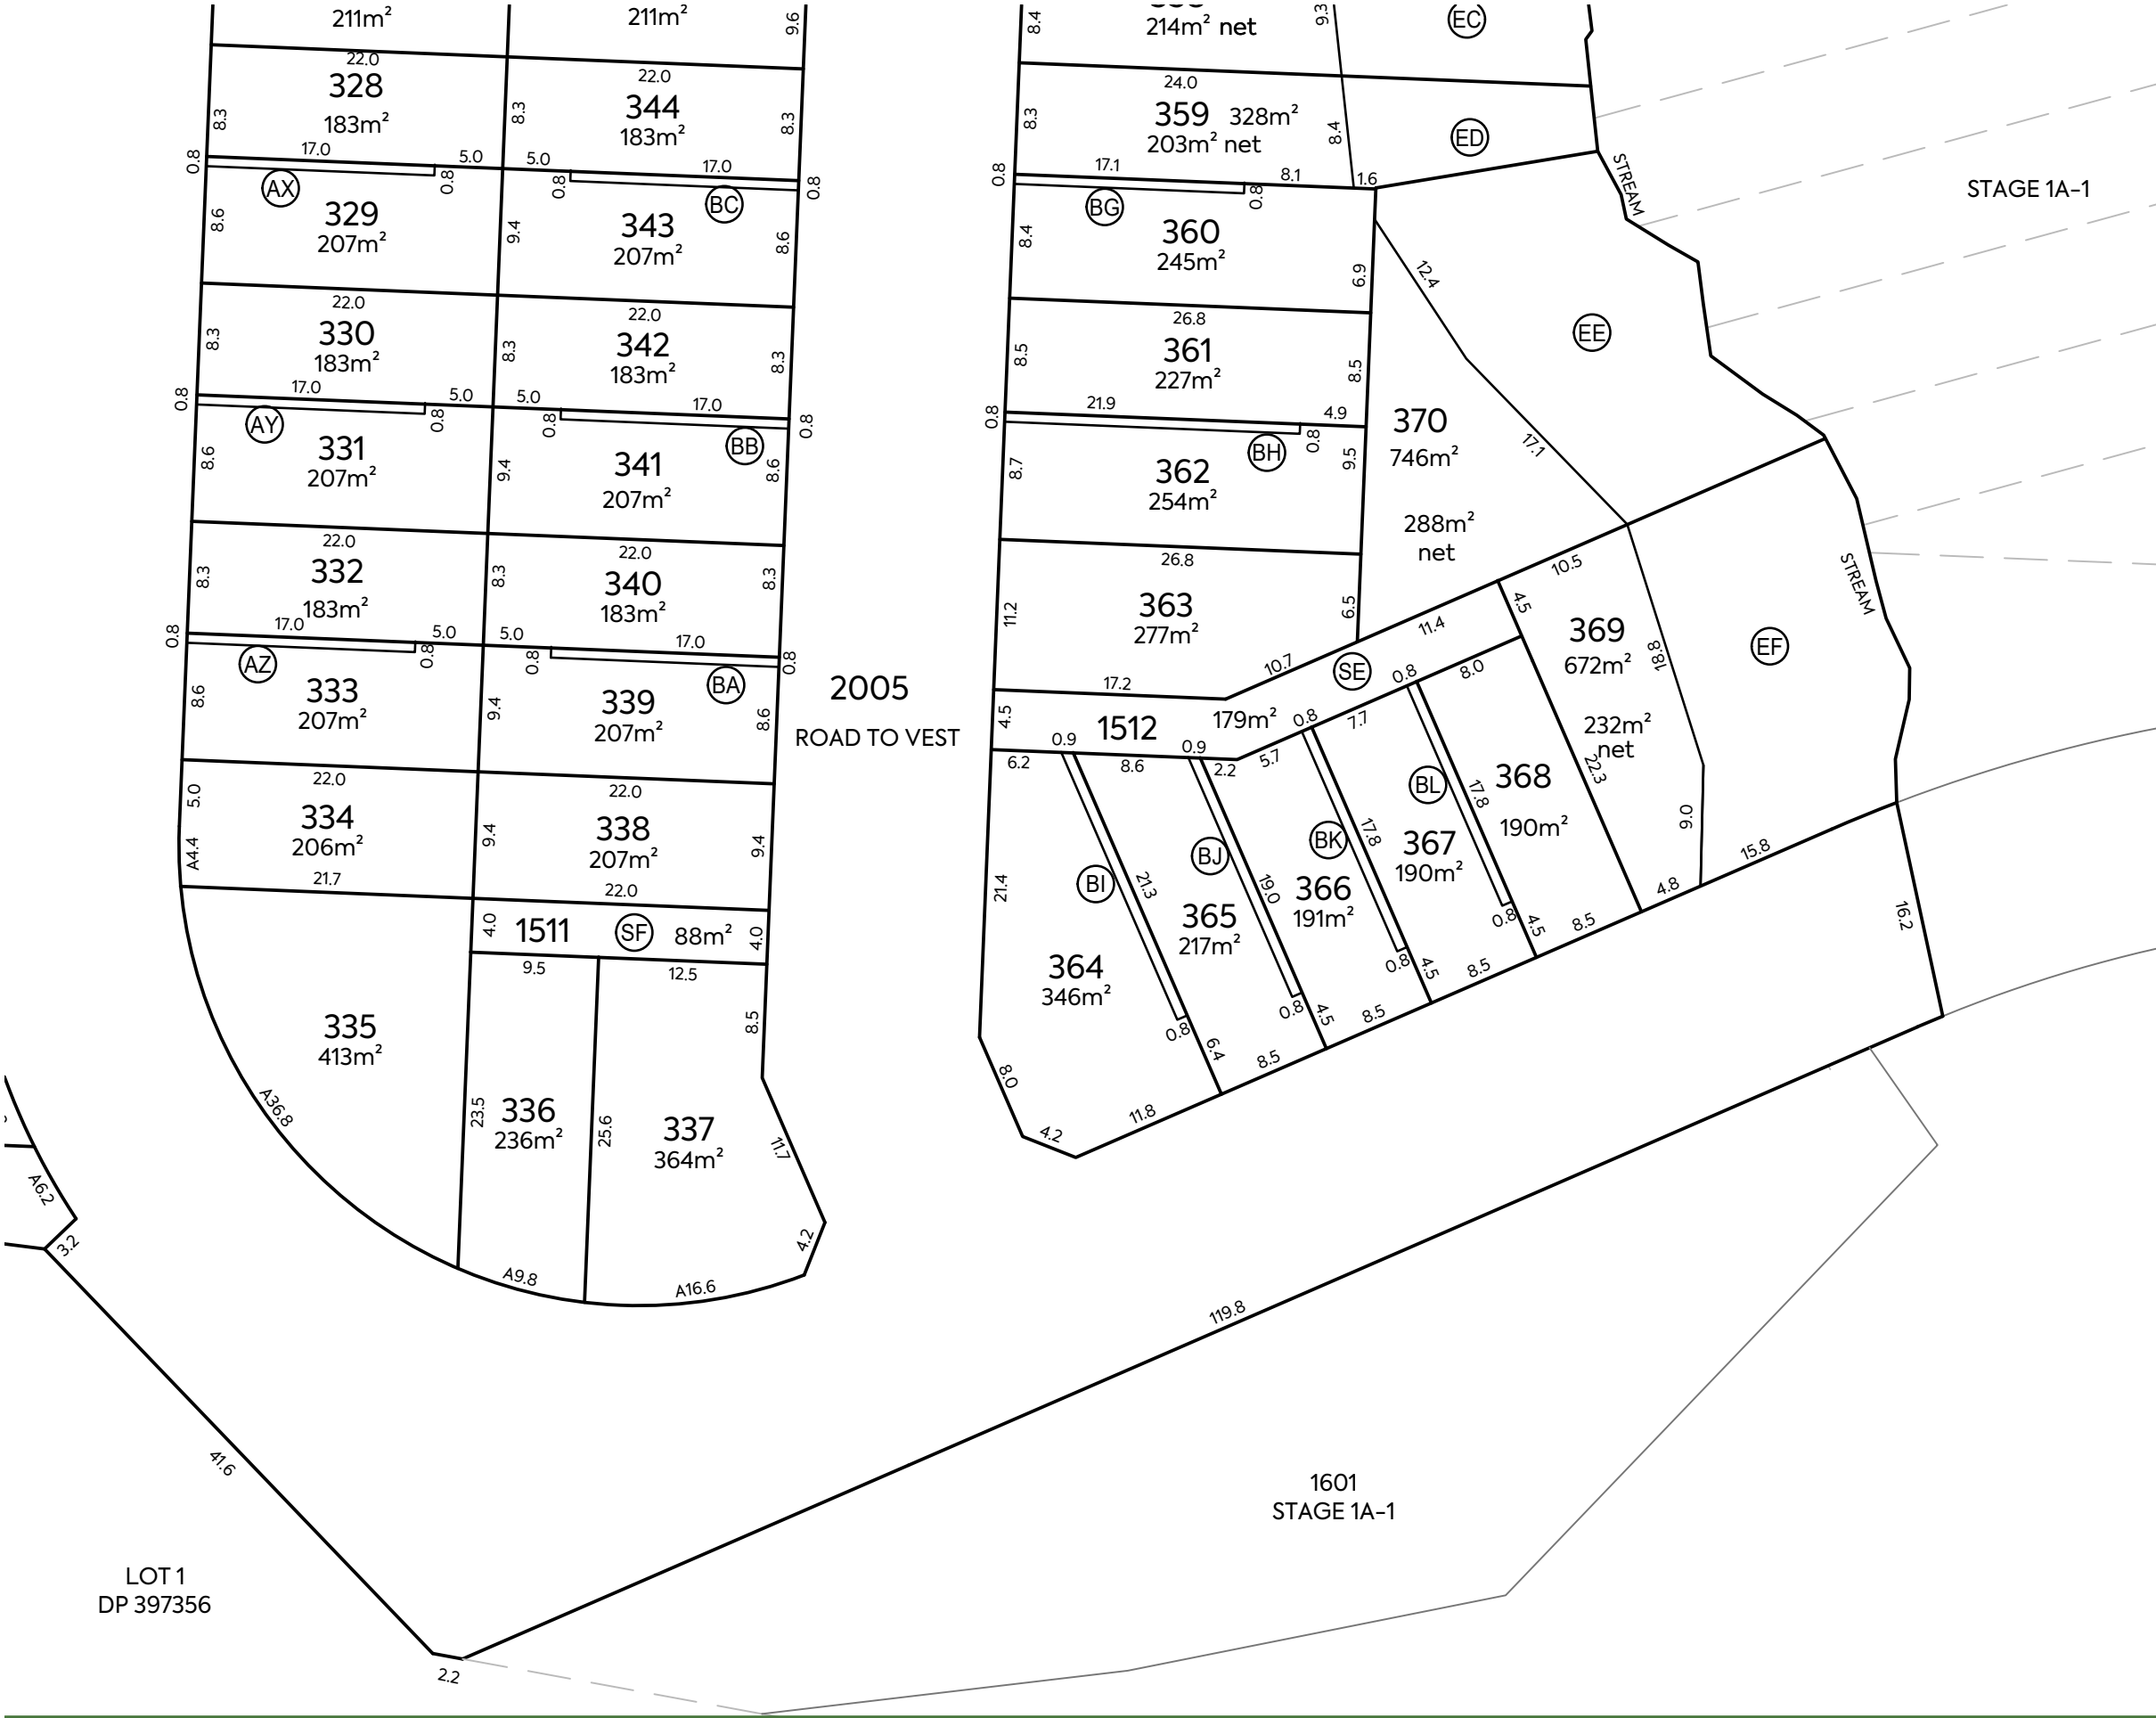 211m²
211m²
9.6
8.4
214m² net
9.3
EC
22.0
328
183m²
8.3
8.3
22.0
344
183m²
8.3
24.0
359 328m²
203m² net
8.3
8.4
ED
0.8
17.0
5.0
0.8
AX
5.0
17.0
0.8
0.8
BC
0.8
17.1
8.1
1.6
0.8
BG
STREAM
STAGE 1A-1
329
207m²
8.6
9.4
343
207m²
8.6
360
245m²
8.4
6.9
12.4
EE
22.0
330
183m²
8.3
8.3
22.0
342
183m²
8.3
26.8
361
227m²
8.5
8.5
0.8
17.0
5.0
0.8
AY
5.0
17.0
0.8
0.8
BB
0.8
21.9
4.9
0.8
BH
370
746m²
17.1
331
207m²
8.6
9.4
341
207m²
8.6
362
254m²
8.7
9.5
288m²
net
22.0
332
183m²
8.3
8.3
22.0
340
183m²
8.3
26.8
363
277m²
11.2
6.5
10.5
STREAM
0.8
17.0
5.0
0.8
AZ
5.0
17.0
0.8
0.8
BA
11.4
4.5
369
672m²
18.8
EF
333
207m²
8.6
9.4
339
207m²
8.6
2005
ROAD TO VEST
17.2
10.7
SE
0.8
8.0
4.5
1512
179m²
0.8
7.7
232m²
net
22.3
0.9
0.9
6.2
8.6
2.2
5.7
22.0
334
206m²
5.0
A4.4
9.4
22.0
338
207m²
9.4
BL
17.8
368
190m²
9.0
BK
17.8
367
190m²
15.8
BJ
19.0
366
191m²
BI
21.3
21.4
365
217m²
4.8
21.7
22.0
4.0
1511
SF
88m²
4.0
0.8
4.5
8.5
16.2
9.5
12.5
0.8
4.5
8.5
364
346m²
0.8
4.5
8.5
335
413m²
8.5
0.8
6.4
8.5
A36.8
23.5
336
236m²
25.6
337
364m²
11.7
8.0
4.2
11.8
A6.2
3.2
4.2
A9.8
A16.6
119.8
41.6
1601
STAGE 1A-1
LOT 1
DP 397356
2.2